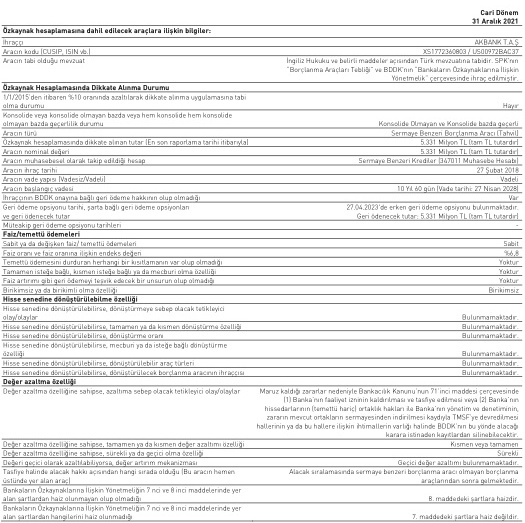 Cari Dönem
31 Aralık 2021
Özkaynak hesaplamasına dahil edilecek araçlara ilişkin bilgiler:
İhraççı AKBANK T.A.Ş.
Aracın kodu (CUSIP, ISIN vb.) XS1772360803 / US00972BAC37
Aracın tabi olduğu mevzuat İngiliz Hukuku ve belirli maddeler açısından Türk mevzuatına tabidir. SPK'nın
"Borçlanma Araçları Tebliği" ve BDDK'nın "Bankaların Özkaynaklarına İlişkin
Yönetmelik" çerçevesinde ihraç edilmiştir.
Özkaynak Hesaplamasında Dikkate Alınma Durumu
1/1/2015'den itibaren %10 oranında azaltılarak dikkate alınma uygulamasına tabi
olma durumu Hayır
Konsolide veya konsolide olmayan bazda veya hem konsolide hem konsolide
olmayan bazda geçerlilik durumu Konsolide Olmayan ve Konsolide bazda geçerli
Aracın türü Sermaye Benzeri Borçlanma Aracı (Tahvil)
Özkaynak hesaplamasında dikkate alınan tutar (En son raporlama tarihi itibarıyla) 5.331 Milyon TL (tam tutardır)
Aracın nominal değeri 5.331 Milyon TL (tam tutardır)
Aracın muhasebesel olarak takip edildiği hesap Sermaye Benzeri Krediler (347011 Muhasebe Hesabı)
Aracın ihraç tarihi 27 Şubat 2018
Aracın vade yapısı (Vadesiz/Vadeli) Vadeli
Aracın başlangıç vadesi 10 Yıl 60 gün (Vade tarihi: 27 Nisan 2028)
İhraççının BDDK onayına bağlı geri ödeme hakkının olup olmadığı Var
Geri ödeme opsiyonu tarihi, şarta bağlı geri ödeme opsiyonları 27.04.2023'de erken geri ödeme opsiyonu bulunmaktadır.
ve geri ödenecek tutar Geri ödenecek tutar: 5.331 Milyon TL (tam tutardır)
Müteakip geri ödeme opsiyonu tarihleri -
Faiz/temettü ödemeleri
Sabit ya da değişken faiz/ temettü ödemeleri Sabit
Faiz oranı ve faiz oranına ilişkin endeks değeri %6,8
Temettü ödemesini durduran herhangi bir kısıtlamanın var olup olmadığı Yoktur
Tamamen isteğe bağlı, kısmen isteğe bağlı ya da mecburi olma özelliği Yoktur
Faiz artırımı gibi geri ödemeyi teşvik edecek bir unsurun olup olmadığı Yoktur
Birikimsiz ya da birikimli olma özelliği Birikimsiz
Hisse senedine dönüştürülebilme özelliği
Hisse senedine dönüştürülebilirse, dönüştürmeye sebep olacak tetikleyici
olay/olaylar Bulunmamaktadır.
Hisse senedine dönüştürülebilirse, tamamen ya da kısmen dönüştürme özelliği Bulunmamaktadır.
Hisse senedine dönüştürülebilirse, dönüştürme oranı Bulunmamaktadır.
Hisse senedine dönüştürülebilirse, mecburi ya da isteğe bağlı dönüştürme
özelliği Bulunmamaktadır.
Hisse senedine dönüştürülebilirse, dönüştürülebilir araç türleri Bulunmamaktadır.
Hisse senedine dönüştürülebilirse, dönüştürülecek borçlanma aracının ihraççısı Bulunmamaktadır.
Değer azaltma özelliği
Değer azaltma özelliğine sahipse, azaltıma sebep olacak tetikleyici olay/olaylar Maruz kaldığı zararlar nedeniyle Bankacılık Kanunu'nun 71'inci maddesi çerçevesinde
(1) Banka'nın faaliyet izninin kaldırılması ve tasfiye edilmesi veya (2) Banka'nın
hissedarlarının (temettü hariç) ortaklık hakları ile Banka'nın yönetim ve denetiminin,
zararın mevcut ortakların sermayesinden indirilmesi kaydıyla TMSF'ye devredilmesi
hallerinin ya da bu hallere ilişkin ihtimallerin varlığı halinde BDDK'nın bu yönde alacağı
karara istinaden kayıtlardan silinebilecektir.
Değer azaltma özelliğine sahipse, tamamen ya da kısmen değer azaltımı özelliği Kısmen veya tamamen
Değer azaltma özelliğine sahipse, sürekli ya da geçici olma özelliği Sürekli
Değeri geçici olarak azaltılabiliyorsa, değer artırım mekanizması Geçici değer azaltımı bulunmamaktadır.
Tasfiye halinde alacak hakkı açısından hangi sırada olduğu (Bu aracın hemen Alacak sıralamasında sermaye benzeri borçlanma aracı olmayan borçlanma
üstünde yer alan araç) araçlarından sonra gelmektedir.
Bankaların Özkaynaklarına İlişkin Yönetmeliğin 7 nci ve 8 inci maddelerinde yer
alan şartlardan haiz olunmayan olup olmadığı 8. maddedeki şartlara haizdir.
Bankaların Özkaynaklarına İlişkin Yönetmeliğin 7 nci ve 8 inci maddelerinde yer
alan şartlardan hangilerini haiz olunmadığı 7. maddedeki şartlara haiz değildir.